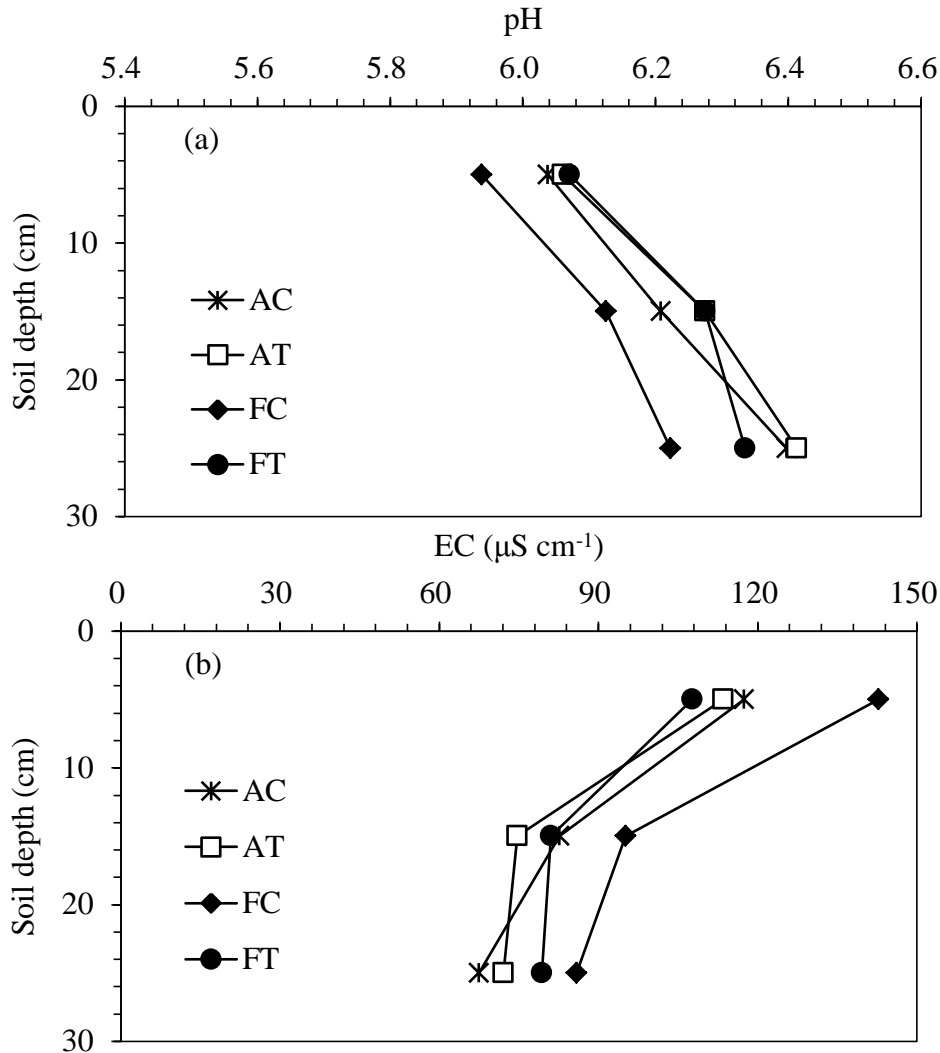 pH
5.4 5.6 5.8 6.0 6.2 6.4 6.6
0
(a)
10
AC
AT
20
FC
FT
30
Soil depth (cm)
EC (μS cm⁻¹)
0 30 60 90 120 150
0
(b)
10
AC
AT
20
FC
FT
30
Soil depth (cm)